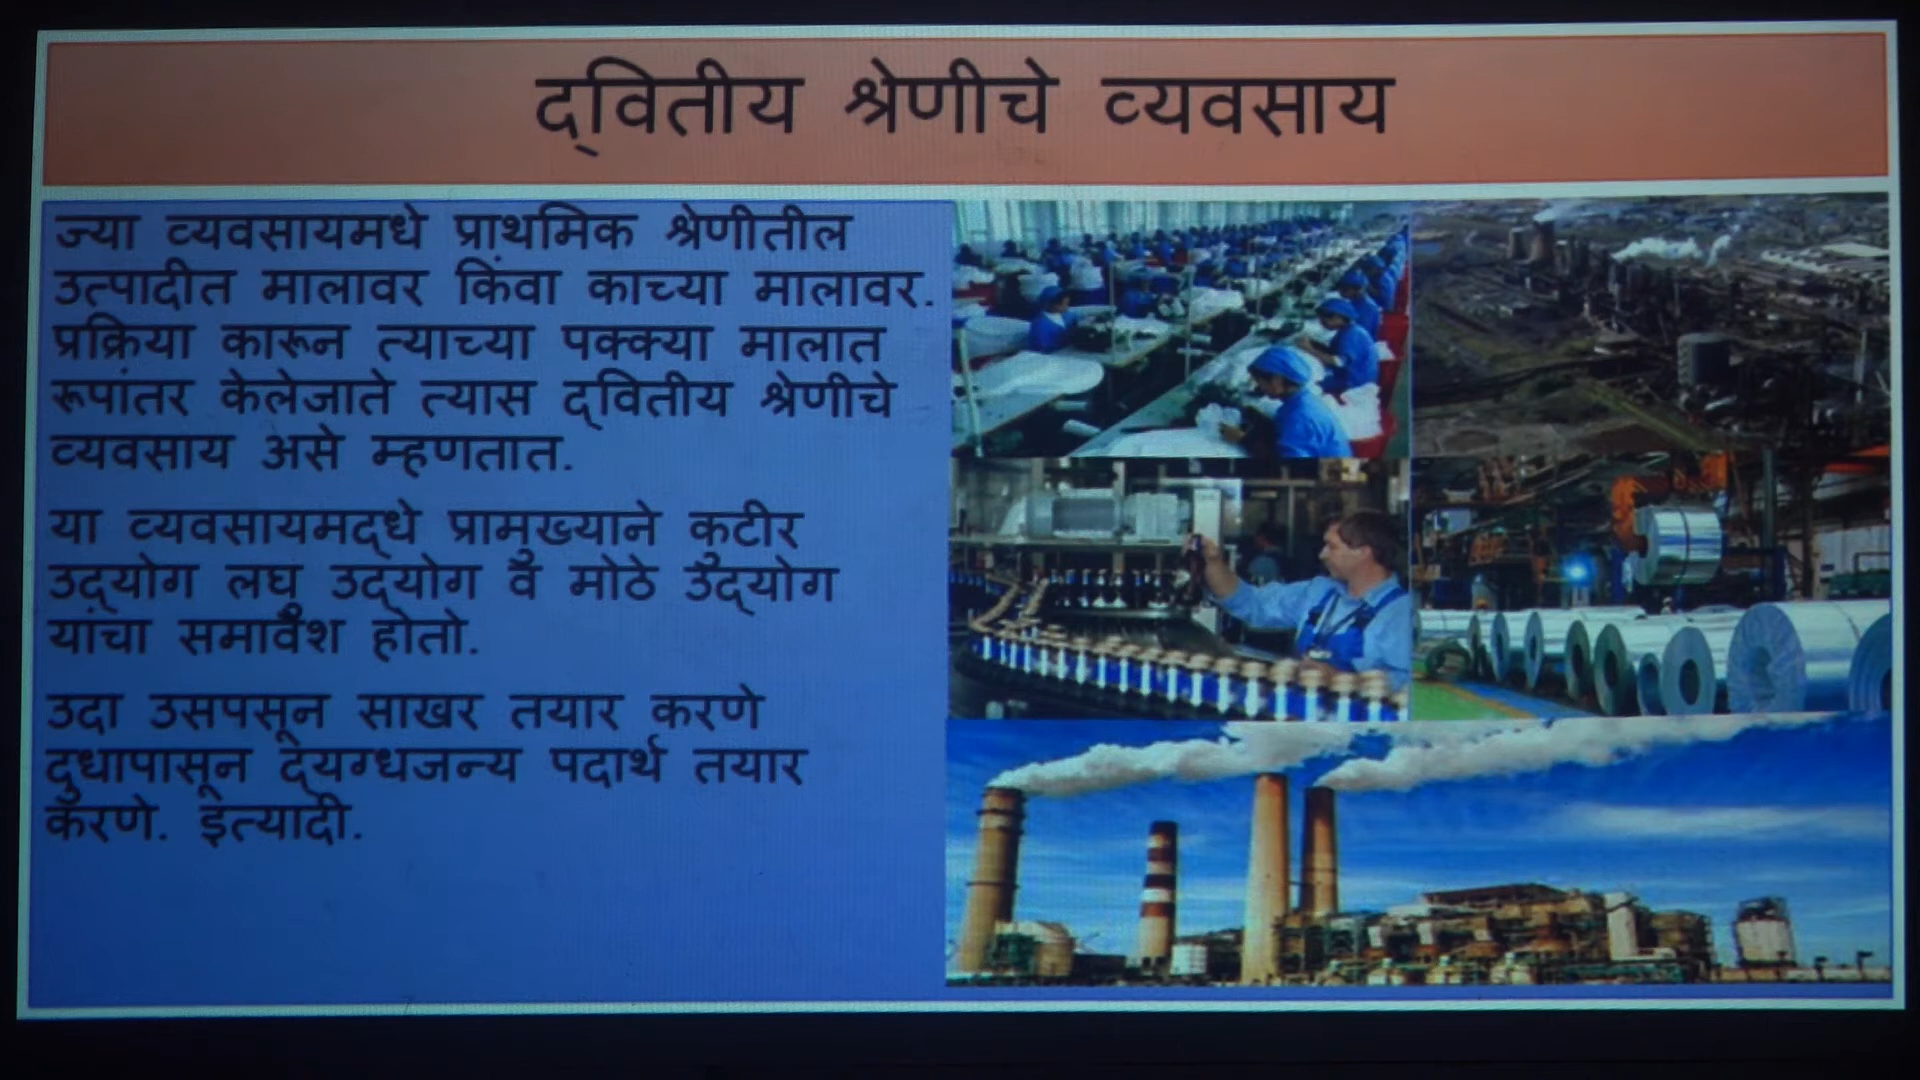 द्वितीय श्रेणीचे व्यवसाय
ज्या व्यवसायमधे प्राथमिक श्रेणीतील
उत्पादीत मालावर किंवा काच्या मालावर.
प्रक्रिया कारून त्याच्या पक्क्या मालात
रूपांतर केलेजाते त्यास द्वितीय श्रेणीचे
व्यवसाय असे म्हणतात.
या व्यवसायमद्धे प्रामुख्याने कुटीर
उद्योग लघु उद्योग व मोठे उद्योग
यांचा समावेश होतो.
उदा उसपसून साखर तयार करणे
दुधापासून द्य्ग्धजन्य पदार्थ तयार
करणे. इत्यादी.